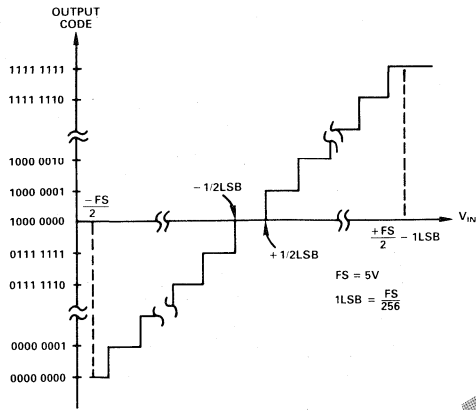 OUTPUT
CODE
1111 1111
1111 1110
1000 0010
1000 0001
1000 0000
0111 1111
0111 1110
0000 0001
0000 0000
−FS
2
−1/2LSB
+1/2LSB
VIN
+FS
2
− 1LSB
FS = 5V
1LSB = FS
256